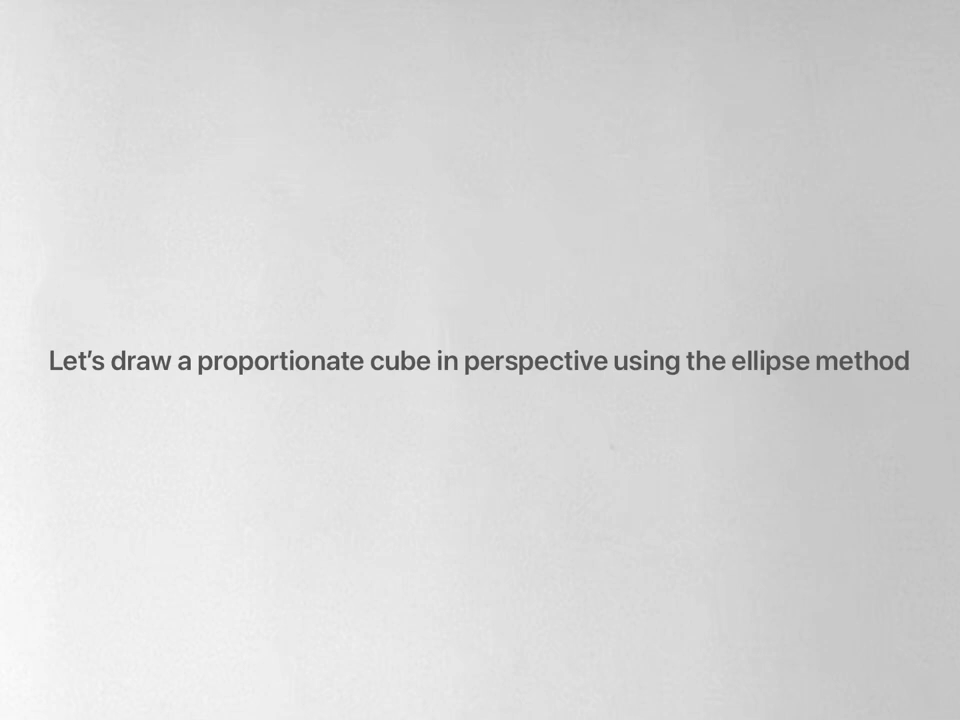 Let’s draw a proportionate cube in perspective using the ellipse method